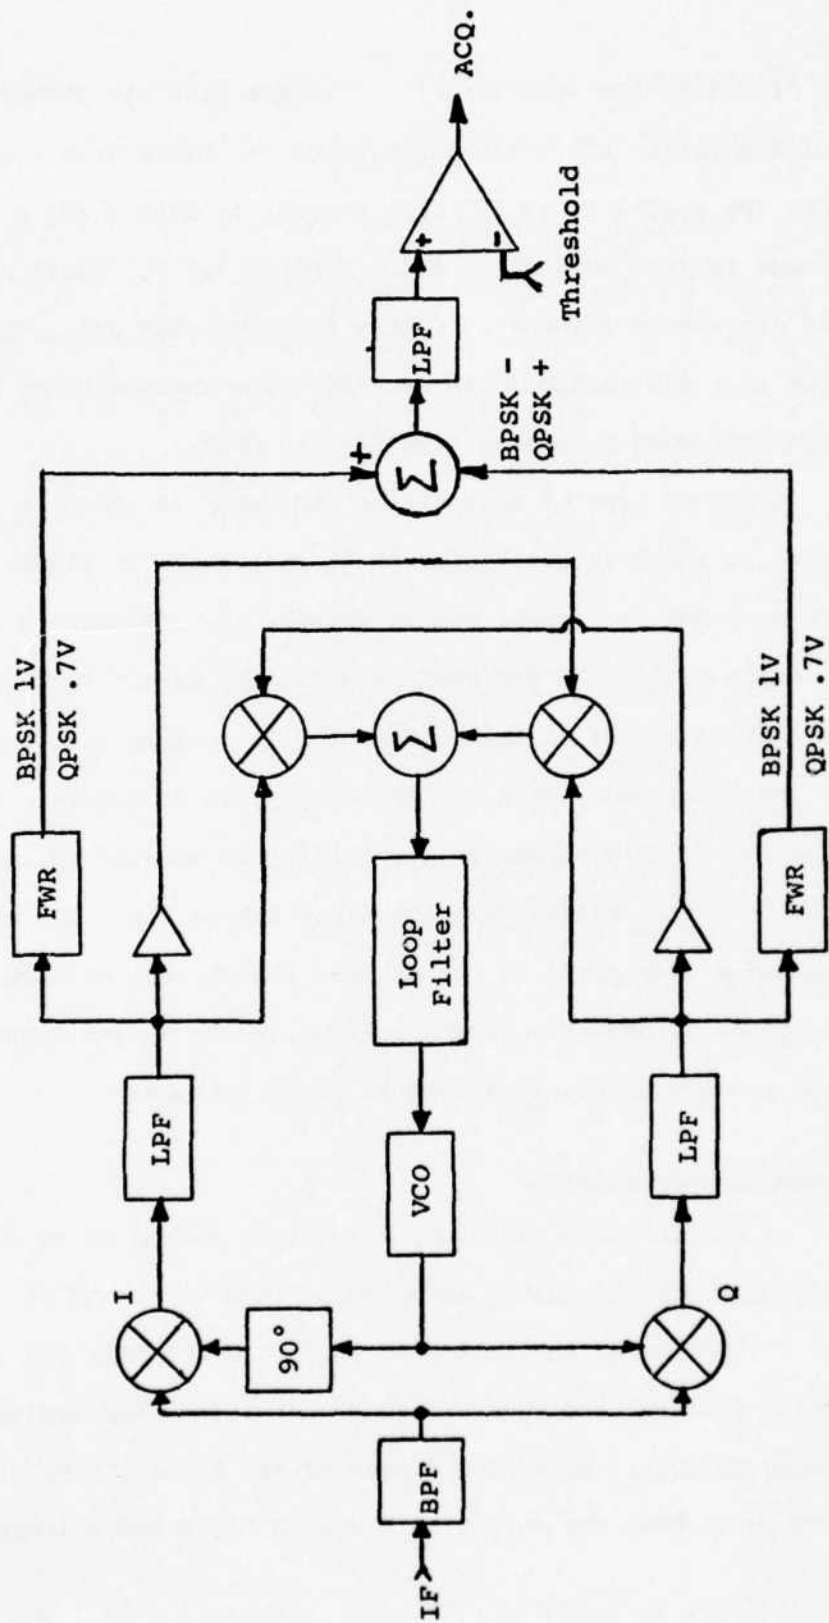 IF
BPF
I
90°
Q
LPF
LPF
VCO
Loop
Filter
FWR
FWR
BPSK 1V
QPSK .7V
BPSK 1V
QPSK .7V
Σ
Σ
+
BPSK -
QPSK +
LPF
+
-
Threshold
ACQ.